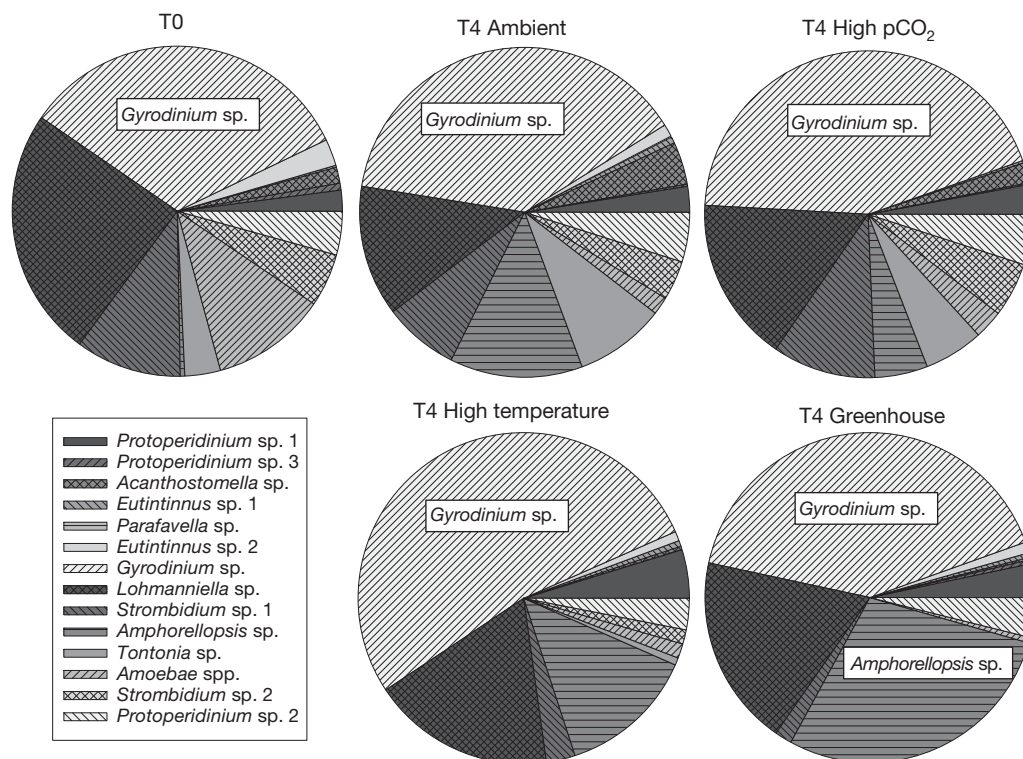 T0
T4 Ambient
T4 High pCO2
Gyrodinium sp.
Gyrodinium sp.
Gyrodinium sp.
T4 High temperature
T4 Greenhouse
Gyrodinium sp.
Gyrodinium sp.
Amphorellopsis sp.
Protoperidinium sp. 1
Protoperidinium sp. 3
Acanthostomella sp.
Eutintinnus sp. 1
Parafavella sp.
Eutintinnus sp. 2
Gyrodinium sp.
Lohmanniella sp.
Strombidium sp. 1
Amphorellopsis sp.
Tontonia sp.
Amoebae spp.
Strombidium sp. 2
Protoperidinium sp. 2